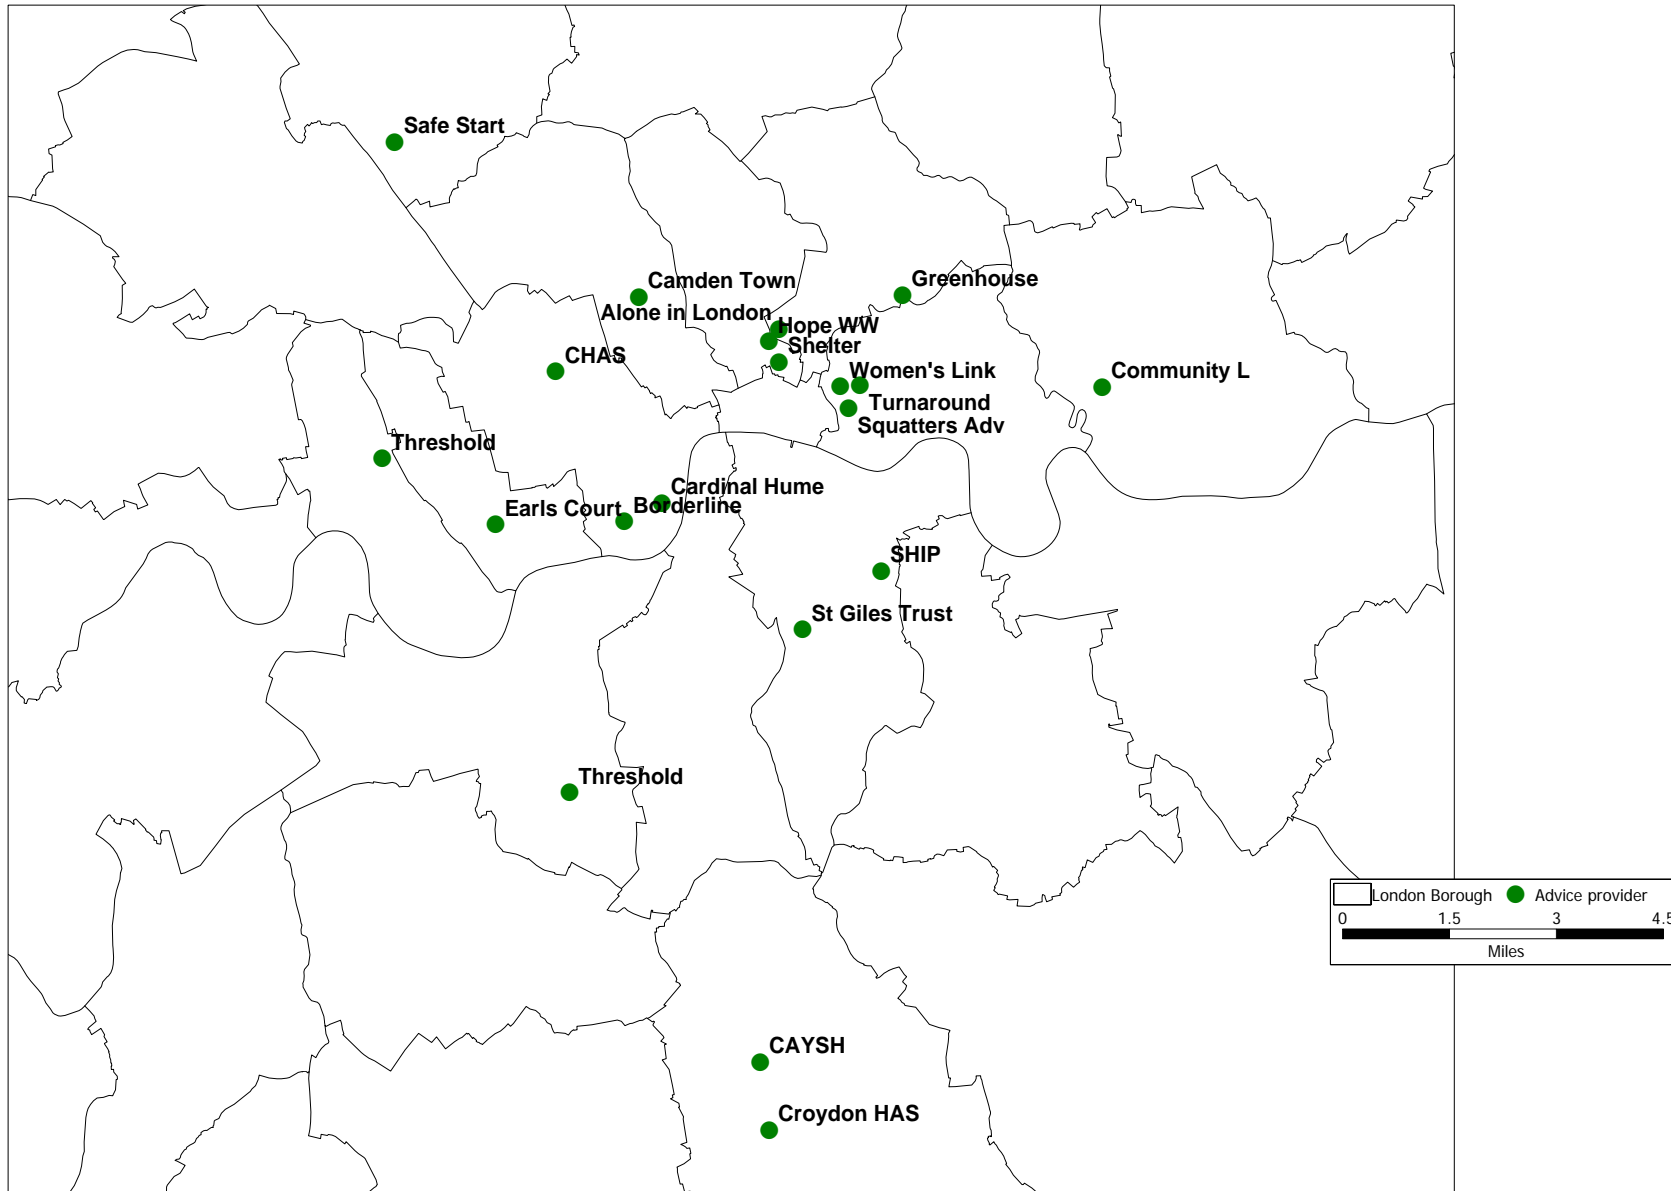 Safe Start
Camden Town
Greenhouse
Alone in London
Hope WW
Shelter
CHAS
Women's Link
Community L
Turnaround
Squatters Adv
Threshold
Cardinal Hume
Earls Court
Borderline
SHIP
St Giles Trust
Threshold
London Borough Advice provider
0 1.5 3 4.5
Miles
CAYSH
Croydon HAS